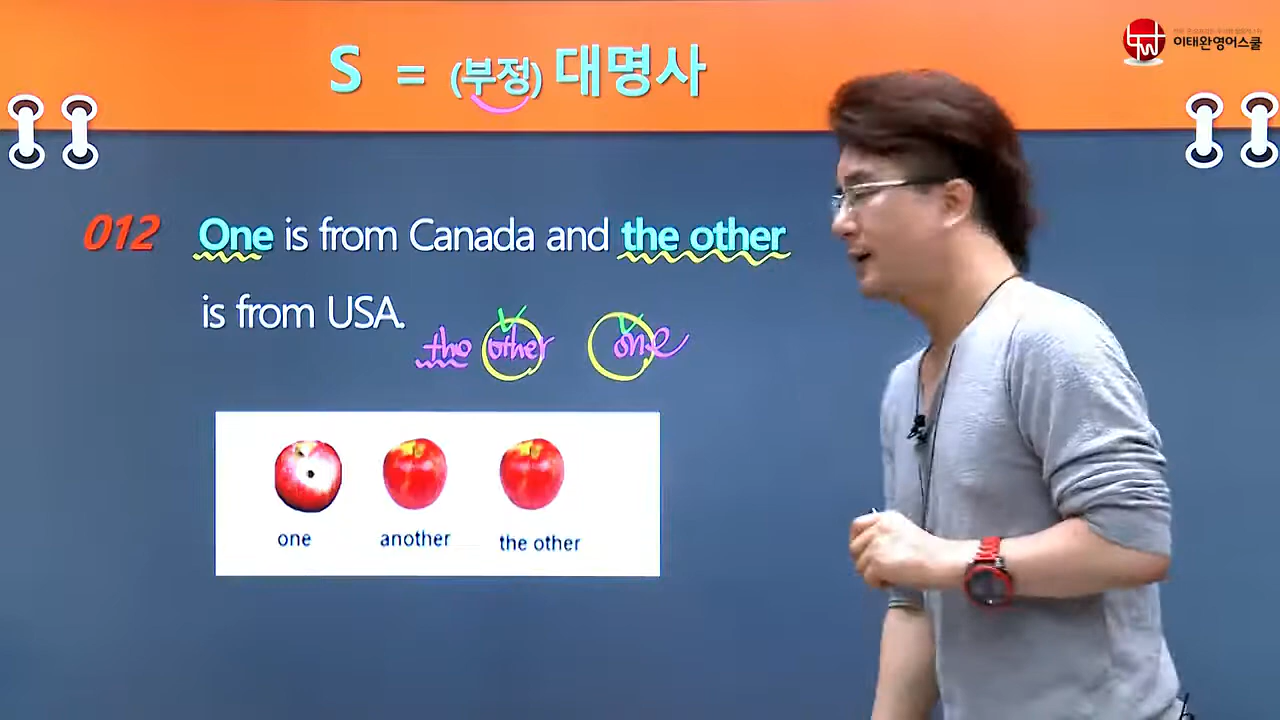 이태완영어스쿨
S = (부정) 대명사
012 One is from Canada and the other
is from USA.
the other one
one another the other